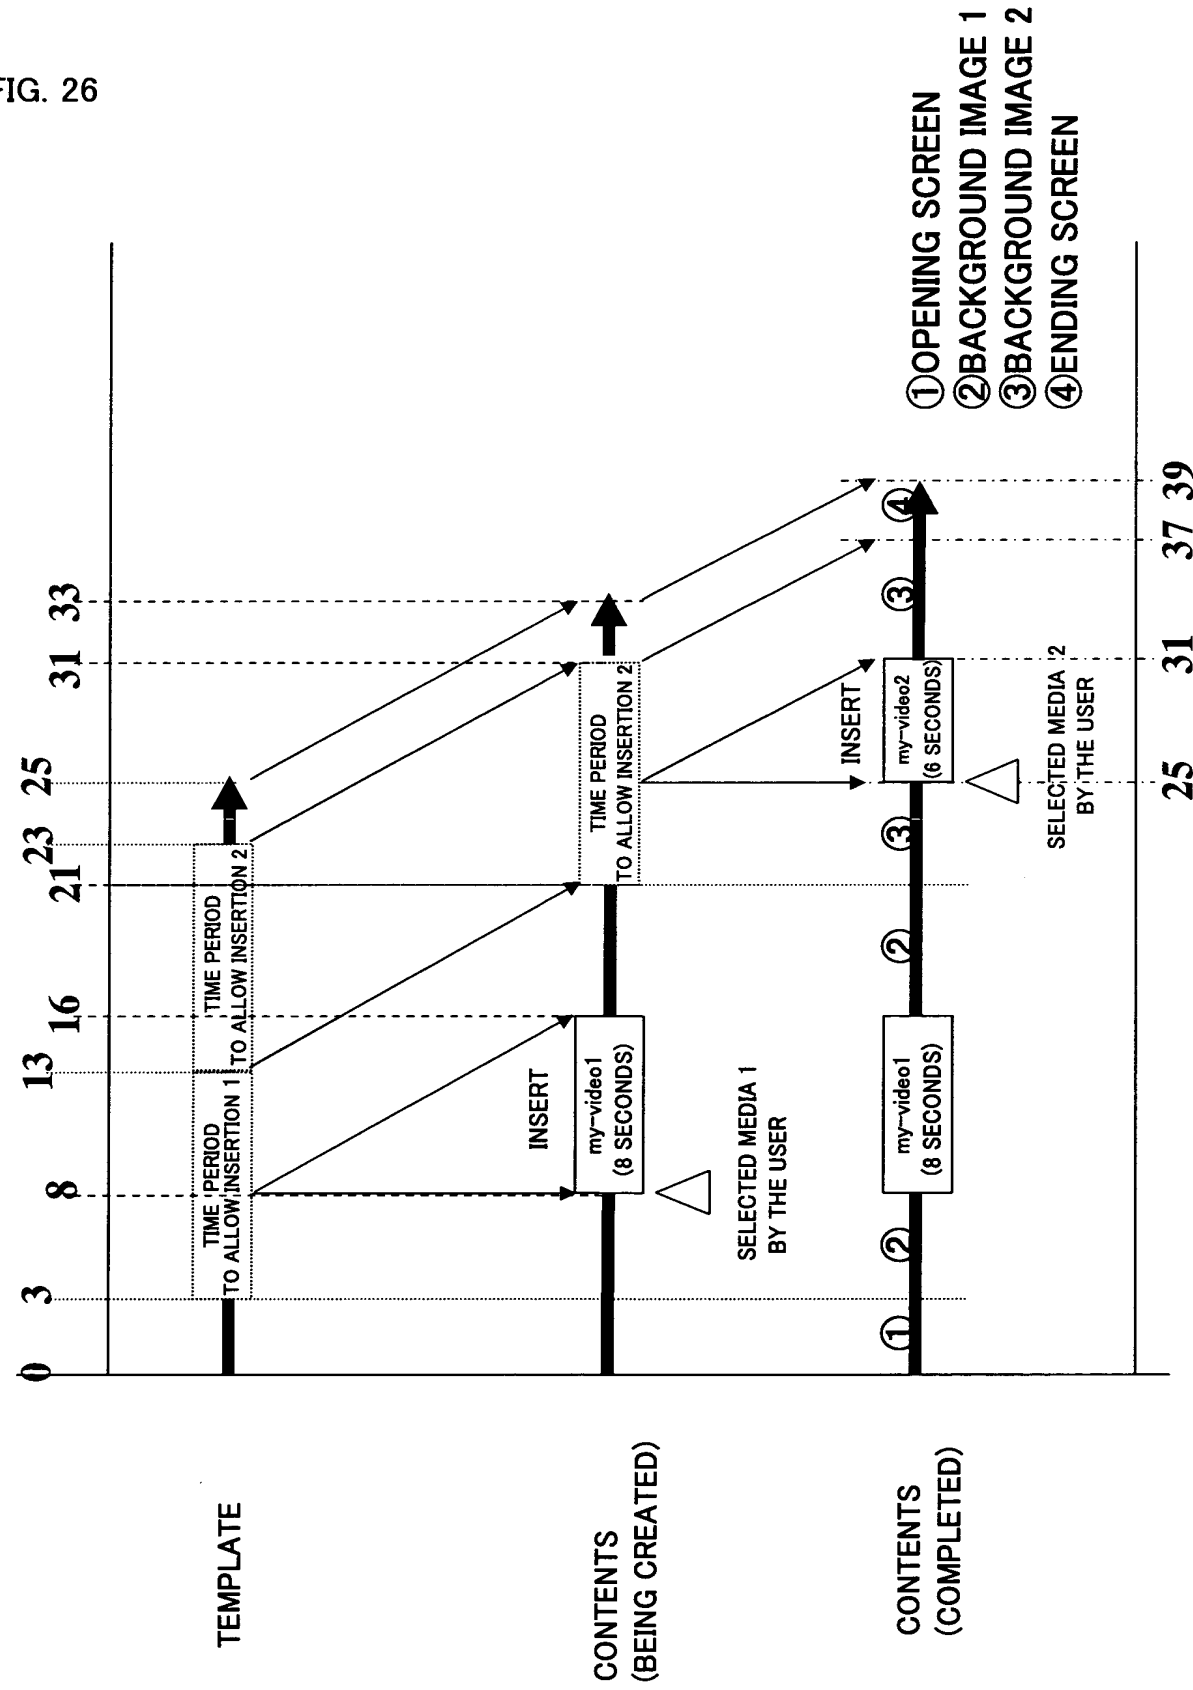 FIG. 26
0 3 8 13 16 21 23 25 31 33
TEMPLATE
TIME PERIOD
TO ALLOW INSERTION 1
TIME PERIOD
TO ALLOW INSERTION 2
CONTENTS
(BEING CREATED)
INSERT
my-video1
(8 SECONDS)
TIME PERIOD
TO ALLOW INSERTION 2
SELECTED MEDIA 1
BY THE USER
CONTENTS
(COMPLETED)
INSERT
① ② ② ③ ③ ④
my-video1
(8 SECONDS)
my-video2
(6 SECONDS)
SELECTED MEDIA 2
BY THE USER
25 31 37 39
①OPENING SCREEN
②BACKGROUND IMAGE 1
③BACKGROUND IMAGE 2
④ENDING SCREEN